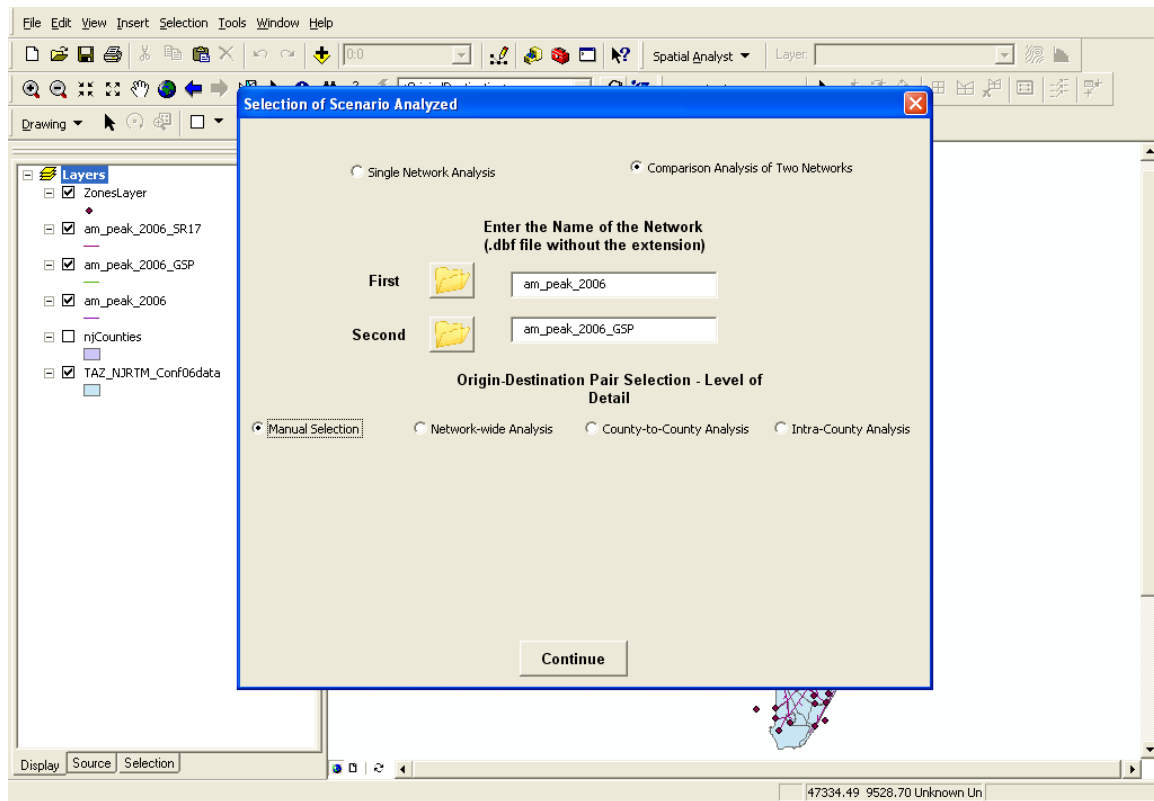 File Edit View Insert Selection Tools Window Help
0:0 Spatial Analyst Layer:
Drawing
Selection of Scenario Analyzed
Single Network Analysis Comparison Analysis of Two Networks
Enter the Name of the Network
(.dbf file without the extension)
First am_peak_2006
Second am_peak_2006_GSP
Origin-Destination Pair Selection - Level of
Detail
Manual Selection Network-wide Analysis County-to-County Analysis Intra-County Analysis
Continue
Layers
ZonesLayer
am_peak_2006_SR17
am_peak_2006_GSP
am_peak_2006
njCounties
TAZ_NJRTM_Conf06data
Display Source Selection
47334.49 9528.70 Unknown Un